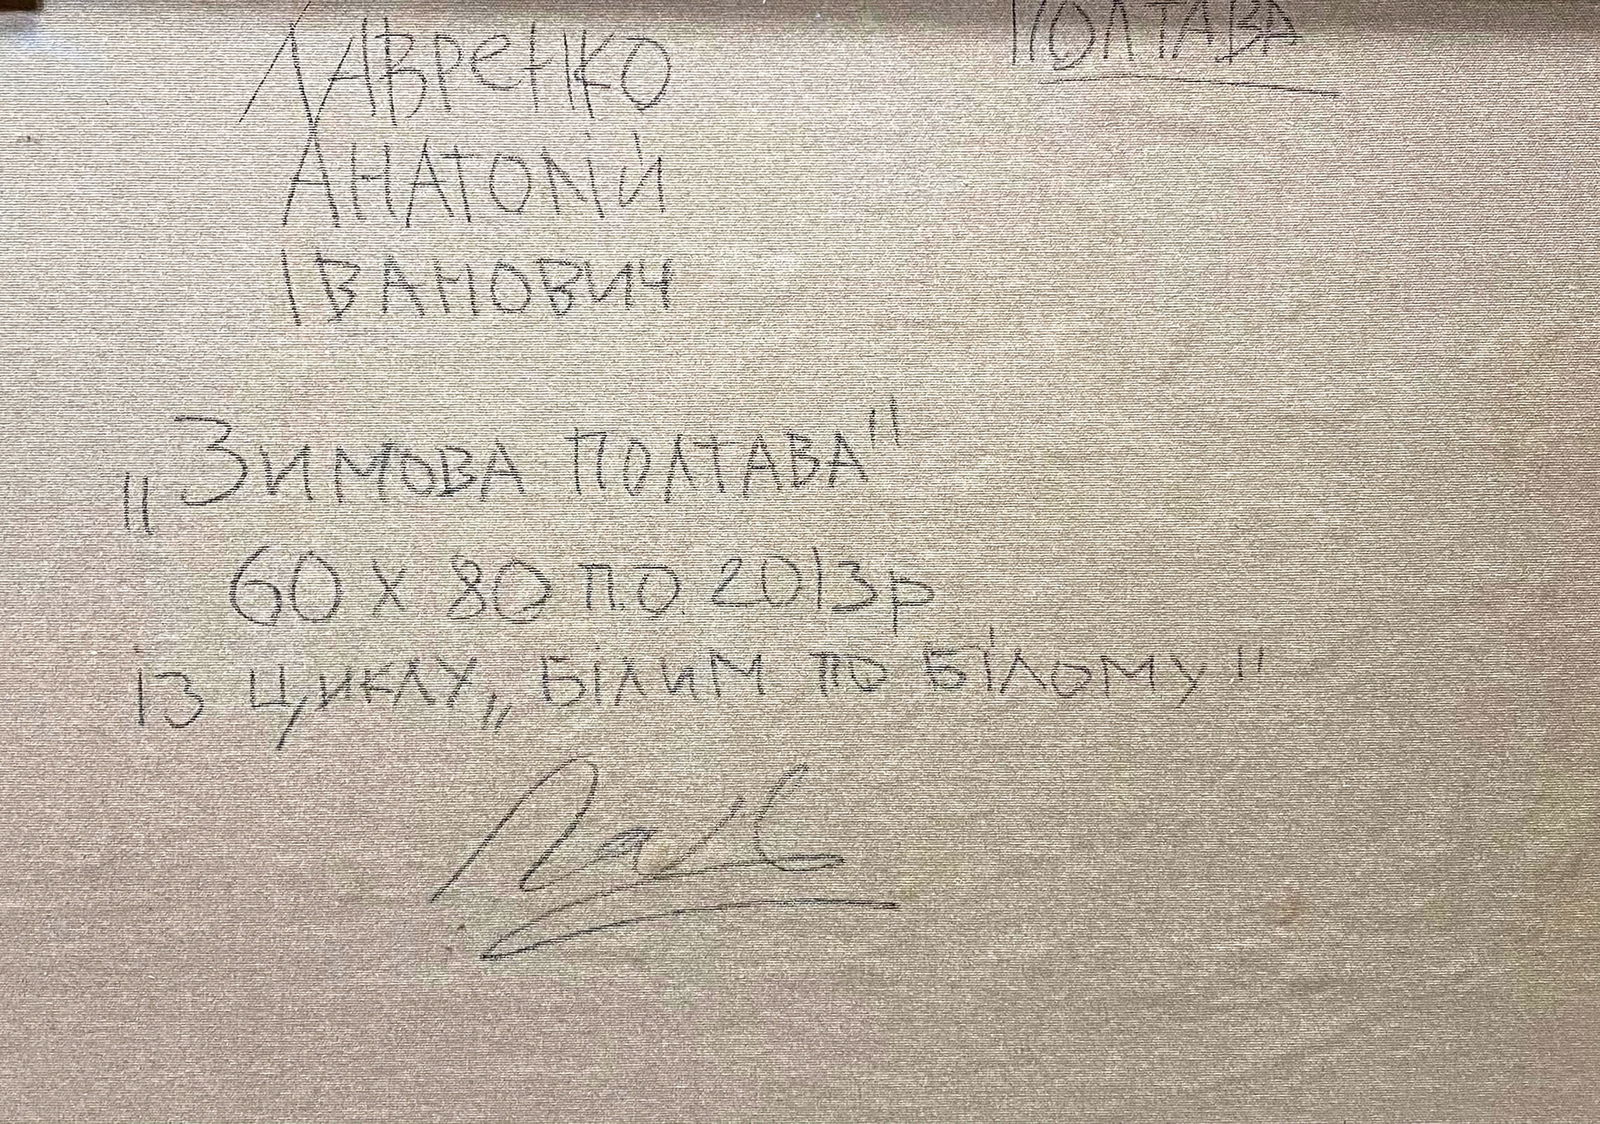 Лавренко
Полтава
Анатолій
Іванович
„Зимова Полтава"
60 х 80 п.о. 2013р
із циклу „Білим по білому"